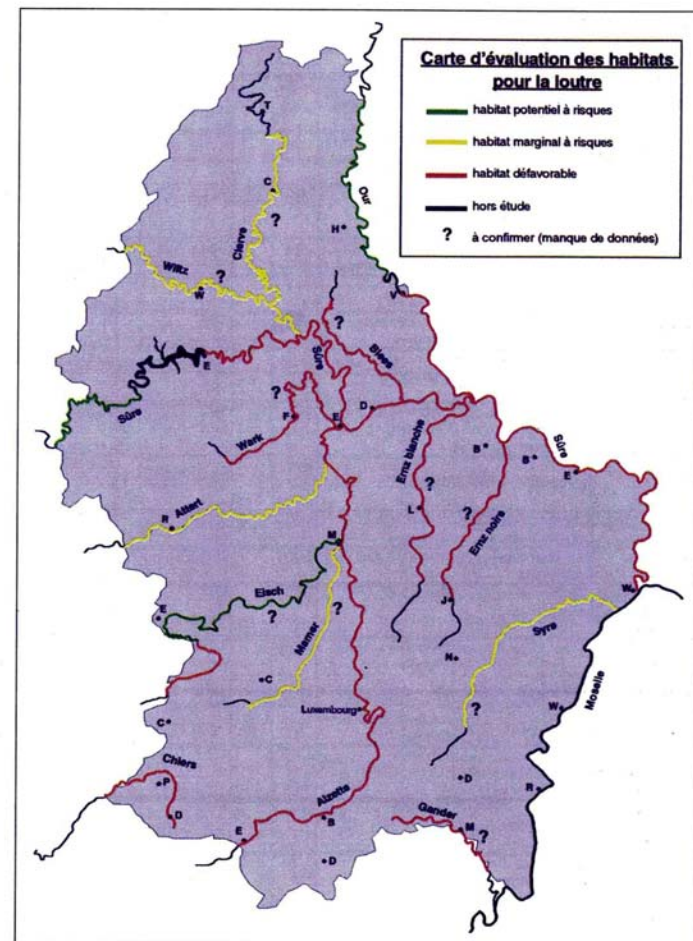 Carte d'évaluation des habitats
pour la loutre
habitat potentiel à risques
habitat marginal à risques
habitat défavorable
hors étude
? à confirmer (manque de données)
T
Our
C
?
Clerve
H
Wiltz
?
W
V
?
Sûre
Blees
E
Sûre
?
F
E
D
Wark
Ernz blanche
B
B
Sûre
E
?
L
?
Ernz noire
R
Attert
M
Eisch
E
?
Mamer
?
J
W
Syre
N
C
Moselle
?
Luxembourg
W
C
Chiers
P
D
D
R
Alzette
B
Gander
M
?
E
D